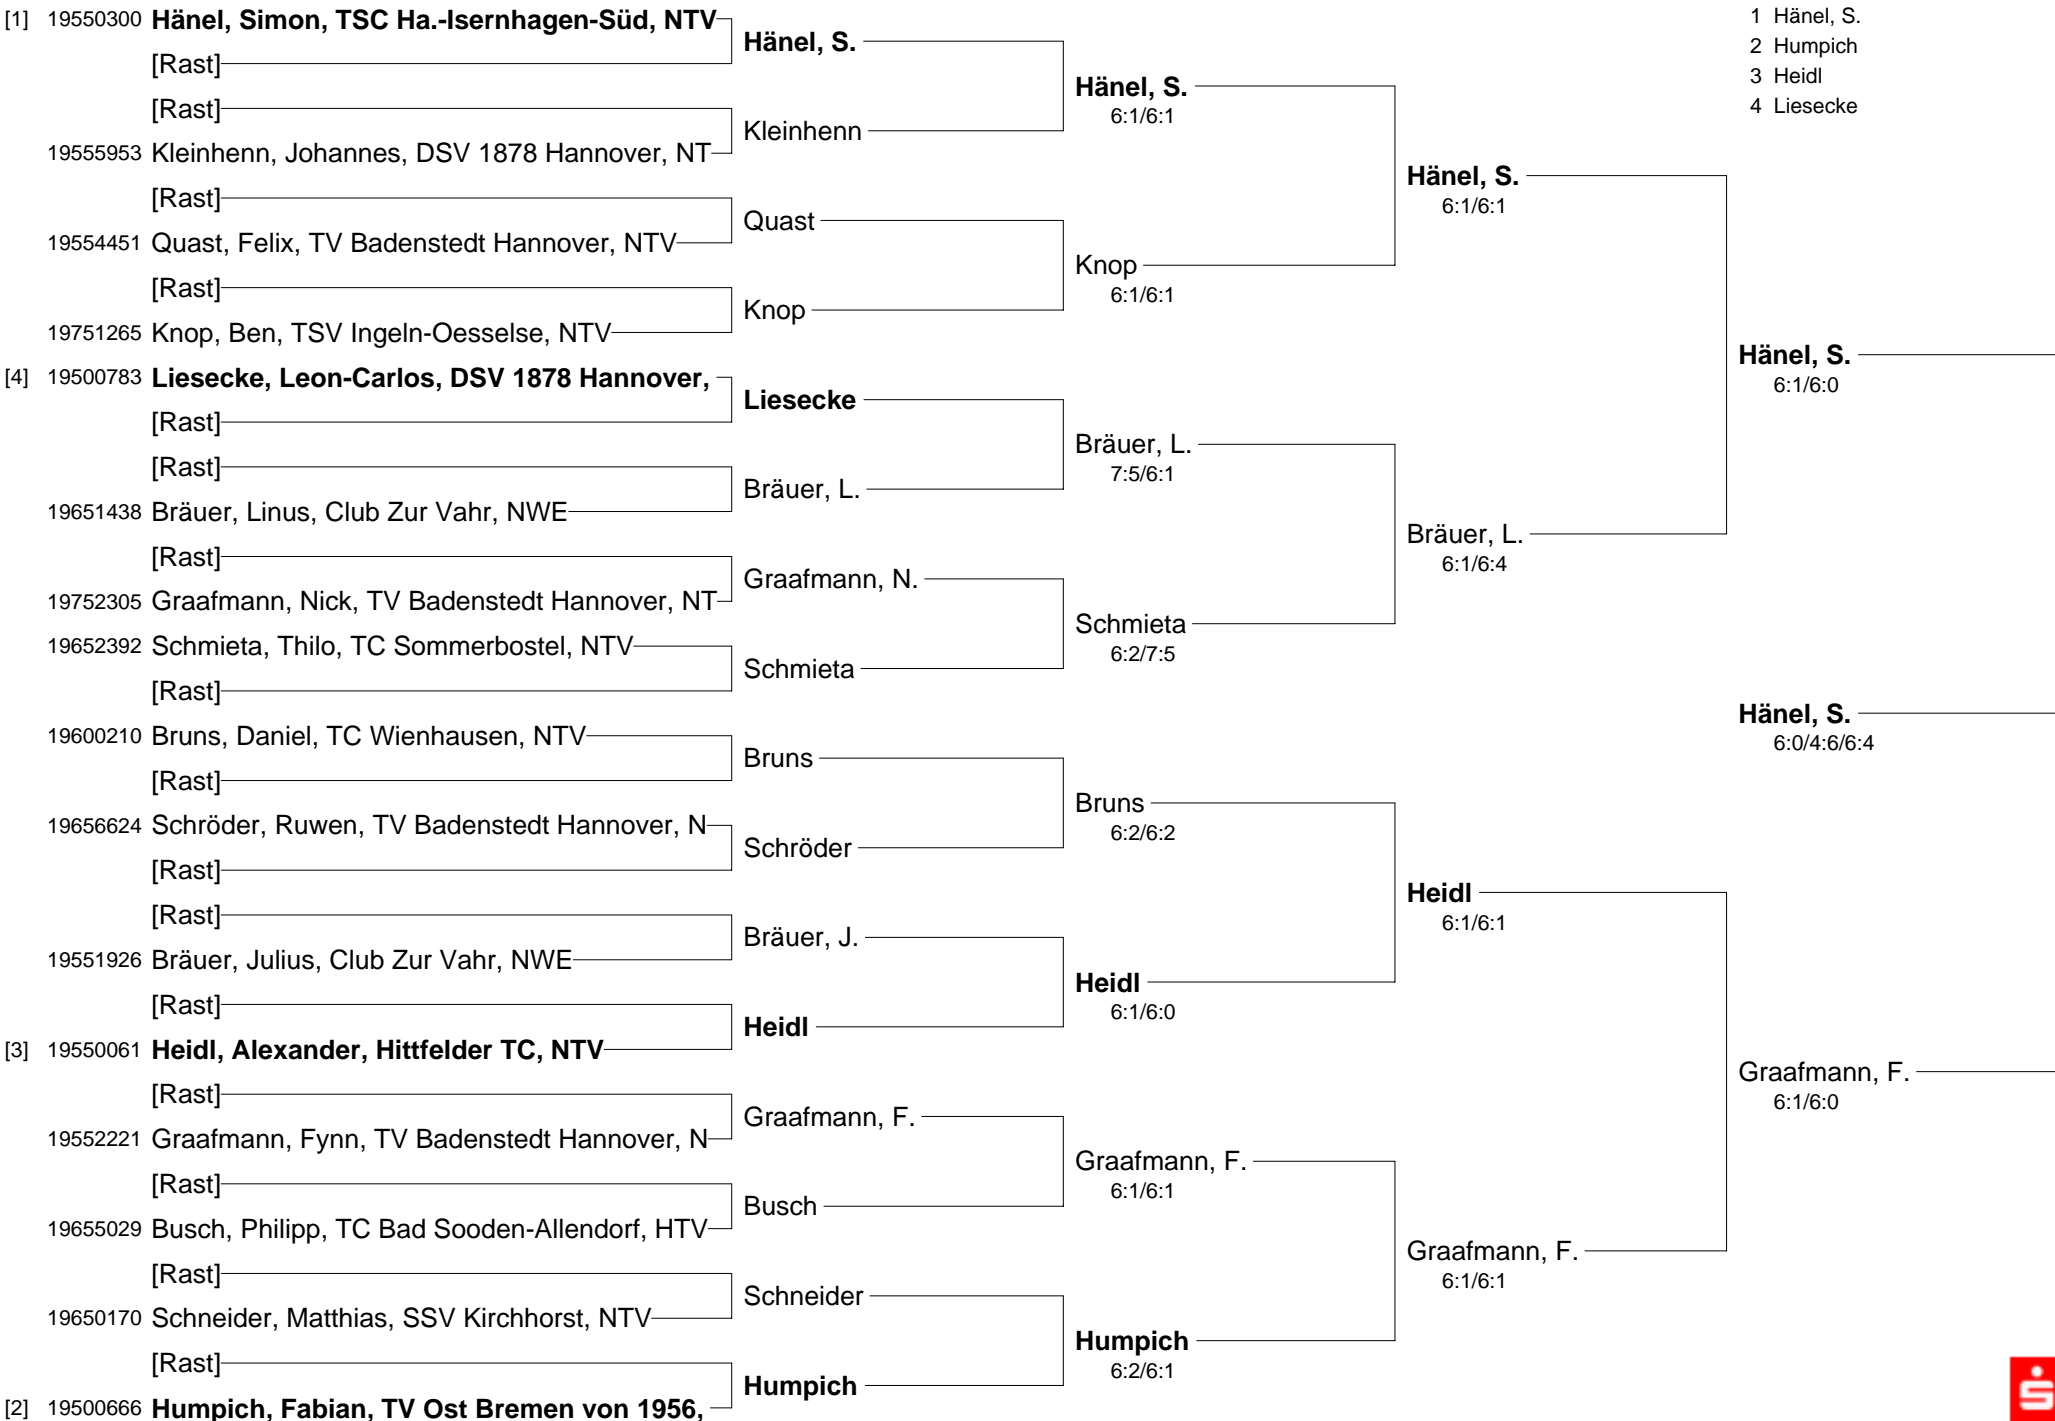 [1] 19550300 Hänel, Simon, TSC Ha.-Isernhagen-Süd, NTV
[Rast]
[Rast]
19555953 Kleinhenn, Johannes, DSV 1878 Hannover, NT
[Rast]
19554451 Quast, Felix, TV Badenstedt Hannover, NTV
[Rast]
19751265 Knop, Ben, TSV Ingeln-Oesselse, NTV
[4] 19500783 Liesecke, Leon-Carlos, DSV 1878 Hannover,
[Rast]
[Rast]
19651438 Bräuer, Linus, Club Zur Vahr, NWE
[Rast]
19752305 Graafmann, Nick, TV Badenstedt Hannover, NT
19652392 Schmieta, Thilo, TC Sommerbostel, NTV
[Rast]
19600210 Bruns, Daniel, TC Wienhausen, NTV
[Rast]
19656624 Schröder, Ruwen, TV Badenstedt Hannover, N
[Rast]
[Rast]
19551926 Bräuer, Julius, Club Zur Vahr, NWE
[Rast]
[3] 19550061 Heidl, Alexander, Hittfelder TC, NTV
[Rast]
19552221 Graafmann, Fynn, TV Badenstedt Hannover, N
[Rast]
19655029 Busch, Philipp, TC Bad Sooden-Allendorf, HTV
[Rast]
19650170 Schneider, Matthias, SSV Kirchhorst, NTV
[Rast]
[2] 19500666 Humpich, Fabian, TV Ost Bremen von 1956,
Hänel, S.
Kleinhenn
Quast
Knop
Liesecke
Bräuer, L.
Graafmann, N.
Schmieta
Bruns
Schröder
Bräuer, J.
Heidl
Graafmann, F.
Busch
Schneider
Humpich
Hänel, S.
6:1/6:1
Knop
6:1/6:1
Bräuer, L.
7:5/6:1
Schmieta
6:2/7:5
Bruns
6:2/6:2
Heidl
6:1/6:0
Graafmann, F.
6:1/6:1
Humpich
6:2/6:1
Hänel, S.
6:1/6:1
Bräuer, L.
6:1/6:4
Heidl
6:1/6:1
Graafmann, F.
6:1/6:1
Hänel, S.
6:1/6:0
Hänel, S.
6:0/4:6/6:4
Graafmann, F.
6:1/6:0
1 Hänel, S.
2 Humpich
3 Heidl
4 Liesecke